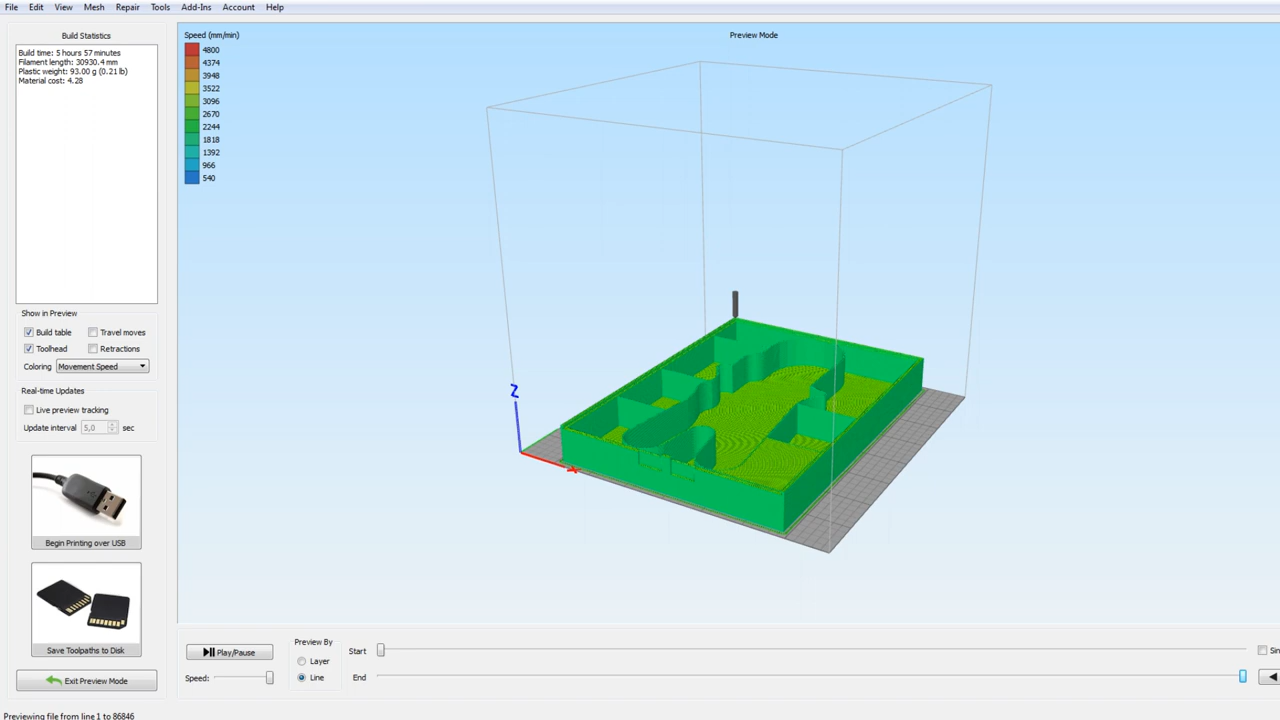 File Edit View Mesh Repair Tools Add-Ins Account Help
Build Statistics
Build time: 5 hours 57 minutes
Filament length: 30930.4 mm
Plastic weight: 93.00 g (0.21 lb)
Material cost: 4.28
Show in Preview
Build table Travel moves
Toolhead Retractions
Coloring Movement Speed
Real-time Updates
Live preview tracking
Update interval 5,0 sec
Begin Printing over USB
Save Toolpaths to Disk
Exit Preview Mode
Previewing file from line 1 to 86846
Speed (mm/min)
4800
4374
3948
3522
3096
2670
2244
1818
1392
966
540
Preview Mode
Z
X
Play/Pause
Speed:
Preview By
Layer
Line
Start
End
Sin